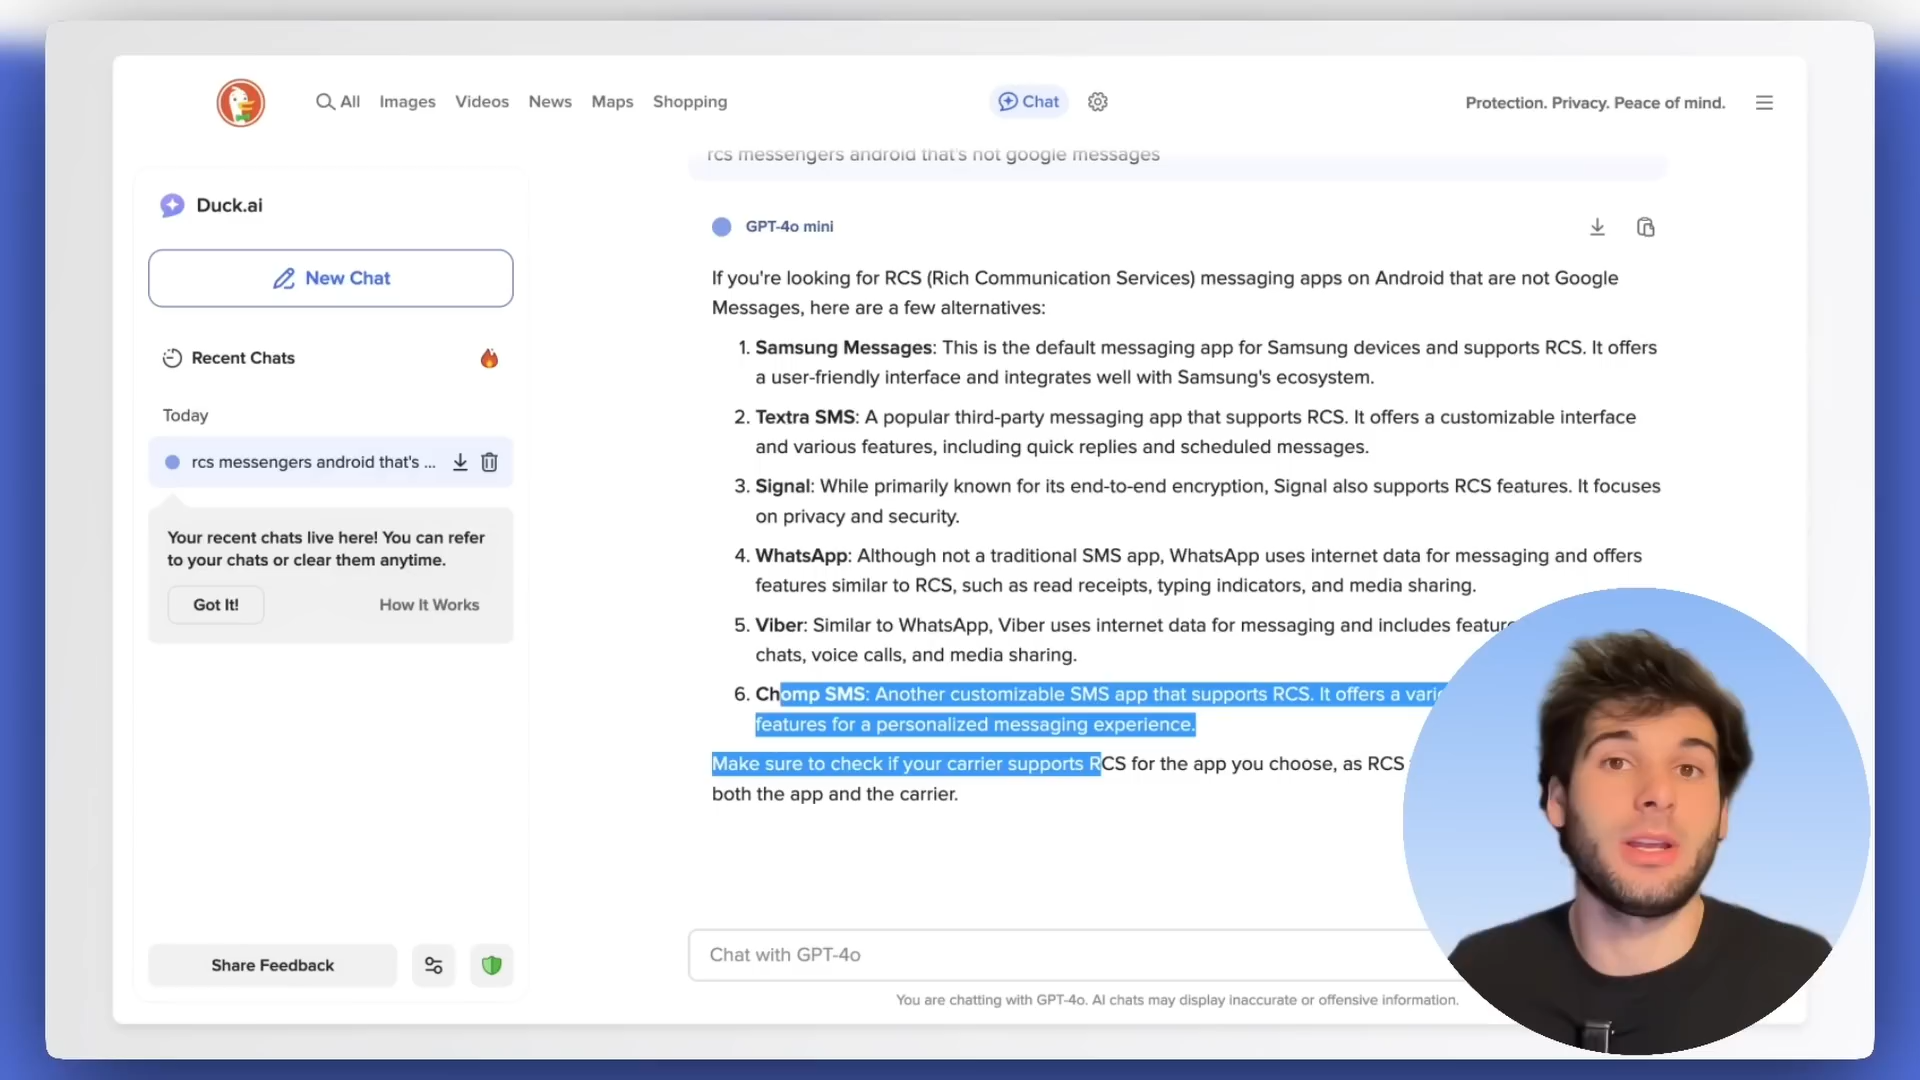 All Images Videos News Maps Shopping
Chat
Protection. Privacy. Peace of mind.
Duck.ai
New Chat
Recent Chats
Today
rcs messengers android that's ...
Your recent chats live here! You can refer
to your chats or clear them anytime.
Got It!
How It Works
Share Feedback
rcs messengers android that's not google messages
GPT-4o mini
If you're looking for RCS (Rich Communication Services) messaging apps on Android that are not Google
Messages, here are a few alternatives:
1. Samsung Messages: This is the default messaging app for Samsung devices and supports RCS. It offers
a user-friendly interface and integrates well with Samsung's ecosystem.
2. Textra SMS: A popular third-party messaging app that supports RCS. It offers a customizable interface
and various features, including quick replies and scheduled messages.
3. Signal: While primarily known for its end-to-end encryption, Signal also supports RCS features. It focuses
on privacy and security.
4. WhatsApp: Although not a traditional SMS app, WhatsApp uses internet data for messaging and offers
features similar to RCS, such as read receipts, typing indicators, and media sharing.
5. Viber: Similar to WhatsApp, Viber uses internet data for messaging and includes
chats, voice calls, and media sharing.
6. Chomp SMS: Another customizable SMS app that supports RCS. It offers a
features for a personalized messaging experience.
Make sure to check if your carrier supports RCS for the app you choose, as RCS
both the app and the carrier.
Chat with GPT-4o
You are chatting with GPT-4o. AI chats may display inaccurate or offensive information.